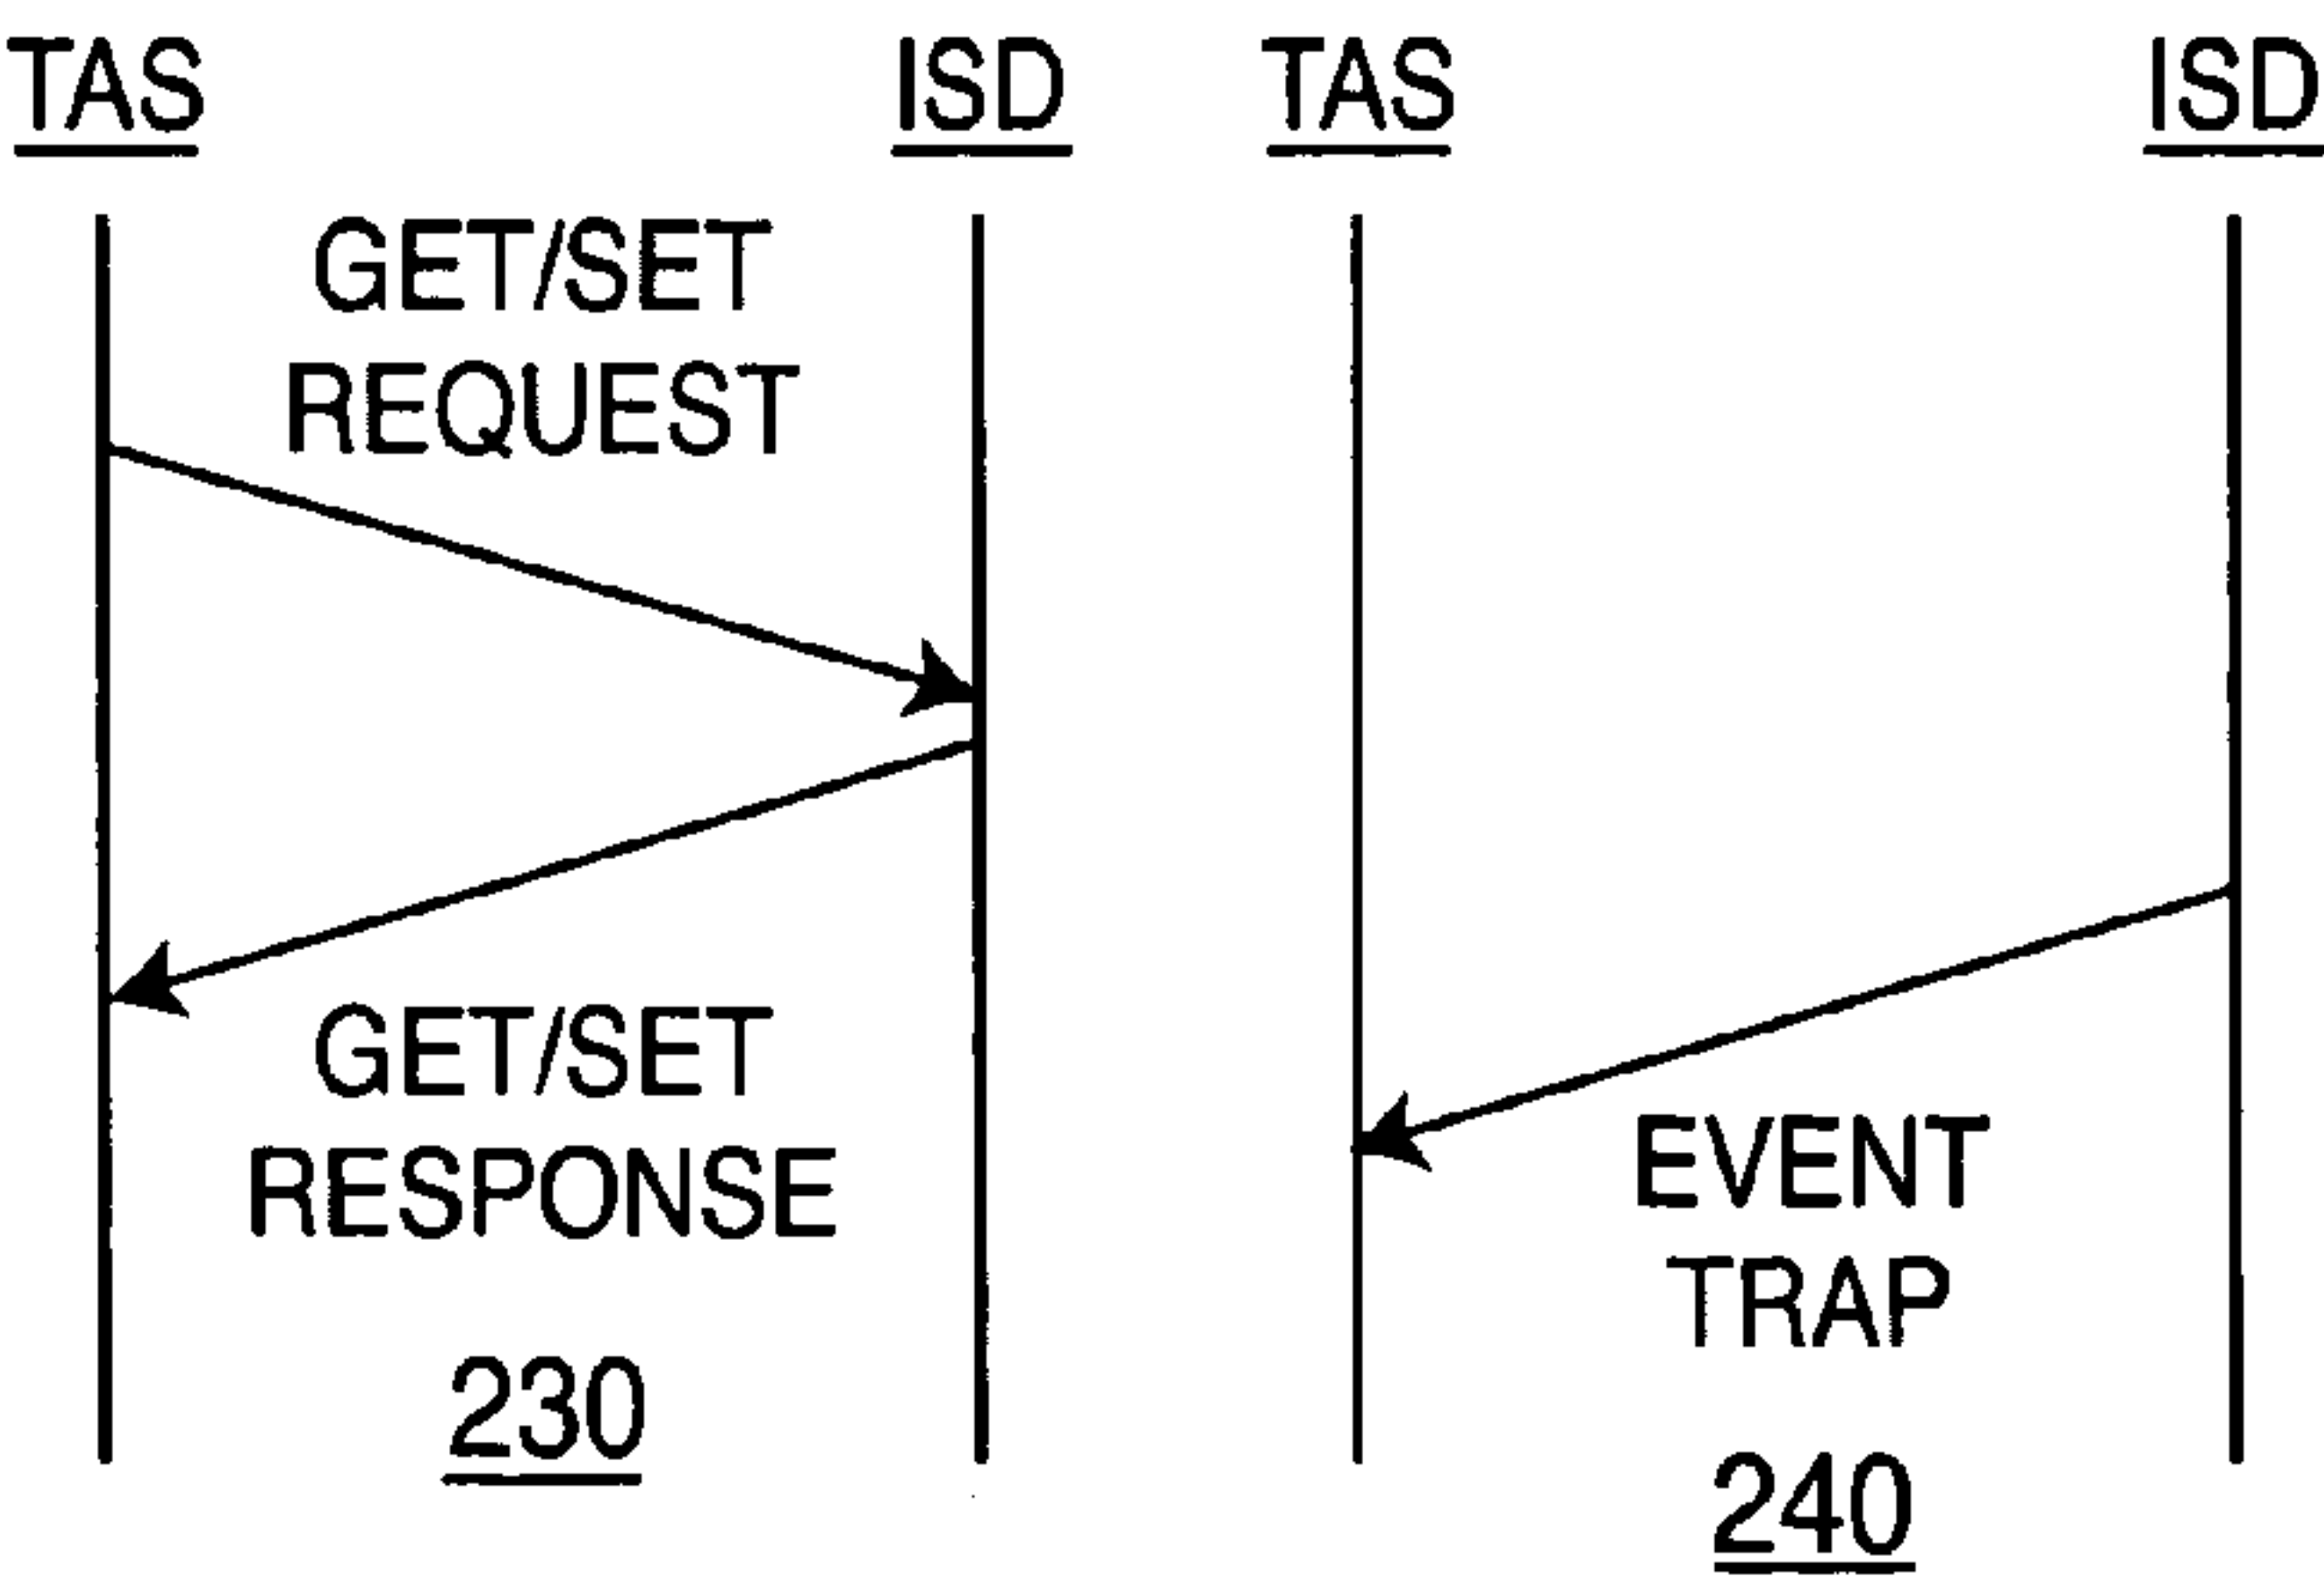 TAS ISD TAS ISD
GET/SET
REQUEST
GET/SET
RESPONSE
230
EVENT
TRAP
240